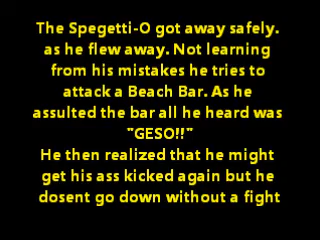 The Spegetti-O got away safely.
as he flew away. Not learning
from his mistakes he tries to
attack a Beach Bar. As he
assulted the bar all he heard was
"GESO!!"
He then realized that he might
get his ass kicked again but he
dosent go down without a fight